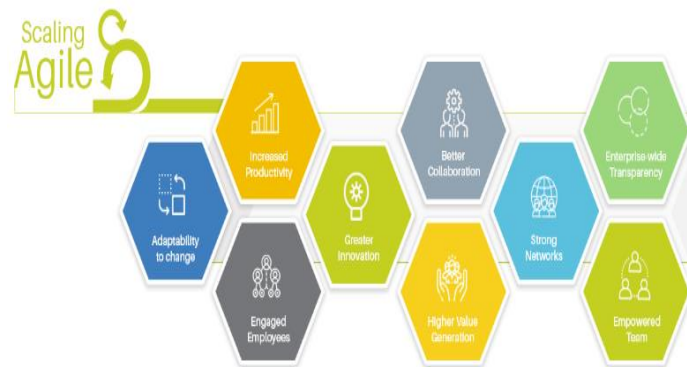 Scaling
Agile
Increased
Productivity
Better
Collaboration
Enterprise-wide
Transparency
Adaptability
to change
Greater
Innovation
Strong
Networks
Engaged
Employees
Higher Value
Generation
Empowered
Team